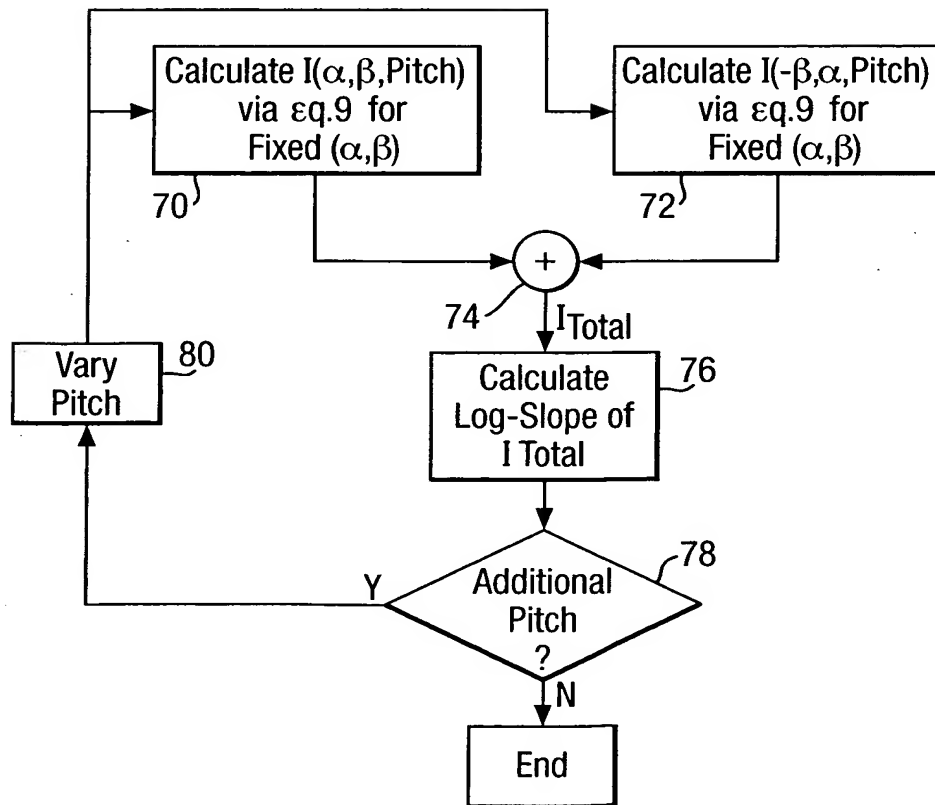 Calculate I(α,β,Pitch)
via εq.9 for
Fixed (α,β)
70
Calculate I(-β,α,Pitch)
via εq.9 for
Fixed (α,β)
72
+
74
I Total
Calculate
Log-Slope of
I Total
76
Vary
Pitch
80
Additional
Pitch
?
78
Y
N
End